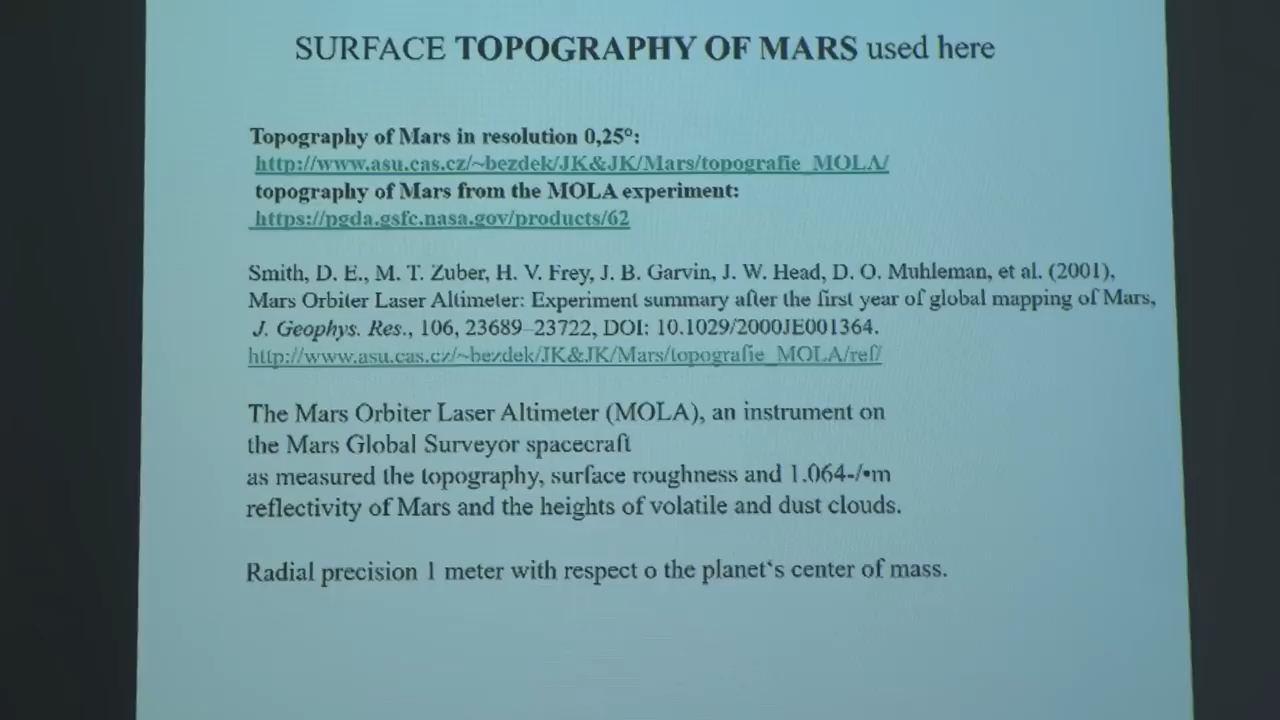 SURFACE TOPOGRAPHY OF MARS used here
Topography of Mars in resolution 0,25°:
http://www.asu.cas.cz/~bezdek/JK&JK/Mars/topografie_MOLA/
topography of Mars from the MOLA experiment:
https://pgda.gsfc.nasa.gov/products/62
Smith, D. E., M. T. Zuber, H. V. Frey, J. B. Garvin, J. W. Head, D. O. Muhleman, et al. (2001),
Mars Orbiter Laser Altimeter: Experiment summary after the first year of global mapping of Mars,
J. Geophys. Res., 106, 23689–23722, DOI: 10.1029/2000JE001364.
http://www.asu.cas.cz/~bezdek/JK&JK/Mars/topografie_MOLA/ref/
The Mars Orbiter Laser Altimeter (MOLA), an instrument on
the Mars Global Surveyor spacecraft
as measured the topography, surface roughness and 1.064-/•m
reflectivity of Mars and the heights of volatile and dust clouds.
Radial precision 1 meter with respect o the planet‘s center of mass.